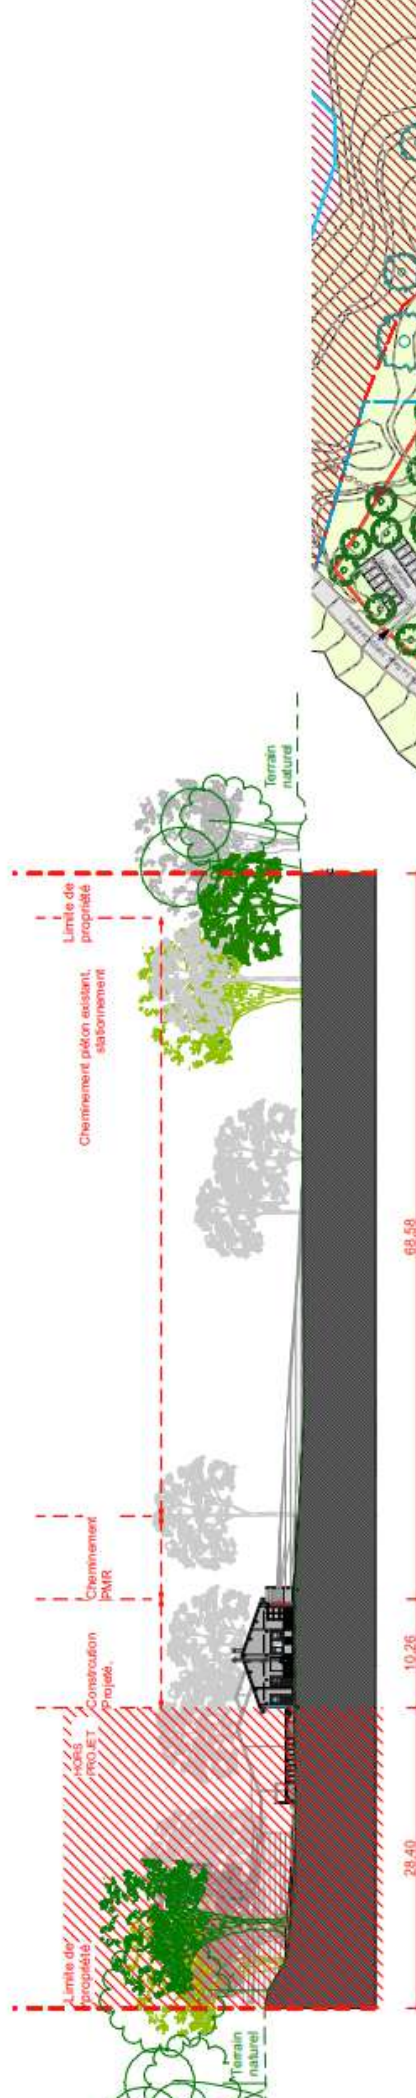 Limite de
propriété
HORS
PROJET
Constrcution
Projeté.
Cheminement
PMR
Cheminement piéton existant,
stationnement
Limite de
propriété
Terrain
naturel
Terrain
naturel
28.40
10.26
68.58